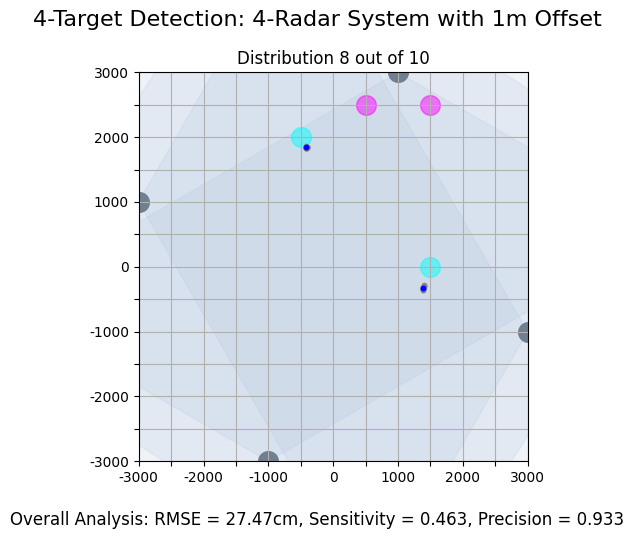 4-Target Detection: 4-Radar System with 1m Offset
Distribution 8 out of 10
3000
2000
1000
0
-1000
-2000
-3000
-3000 -2000 -1000 0 1000 2000 3000
Overall Analysis: RMSE = 27.47cm, Sensitivity = 0.463, Precision = 0.933